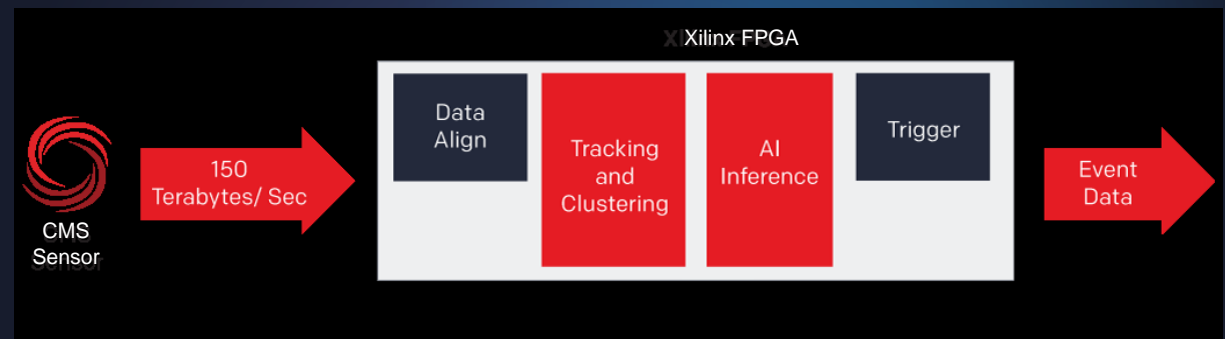 Xilinx FPGA
CMS
Sensor
150
Terabytes/ Sec
Data
Align
Tracking
and
Clustering
AI
Inference
Trigger
Event
Data